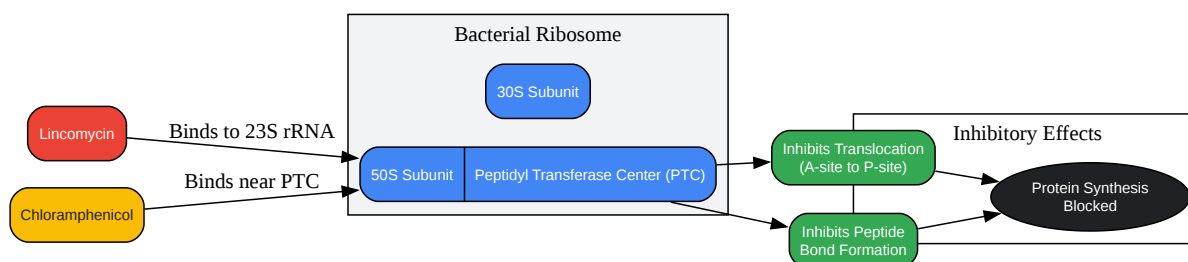 Bacterial Ribosome
30S Subunit
Lincomycin
Binds to 23S rRNA
Chloramphenicol
Binds near PTC
50S Subunit
Peptidyl Transferase Center (PTC)
Inhibitory Effects
Inhibits Translocation
(A-site to P-site)
Inhibits Peptide
Bond Formation
Protein Synthesis
Blocked